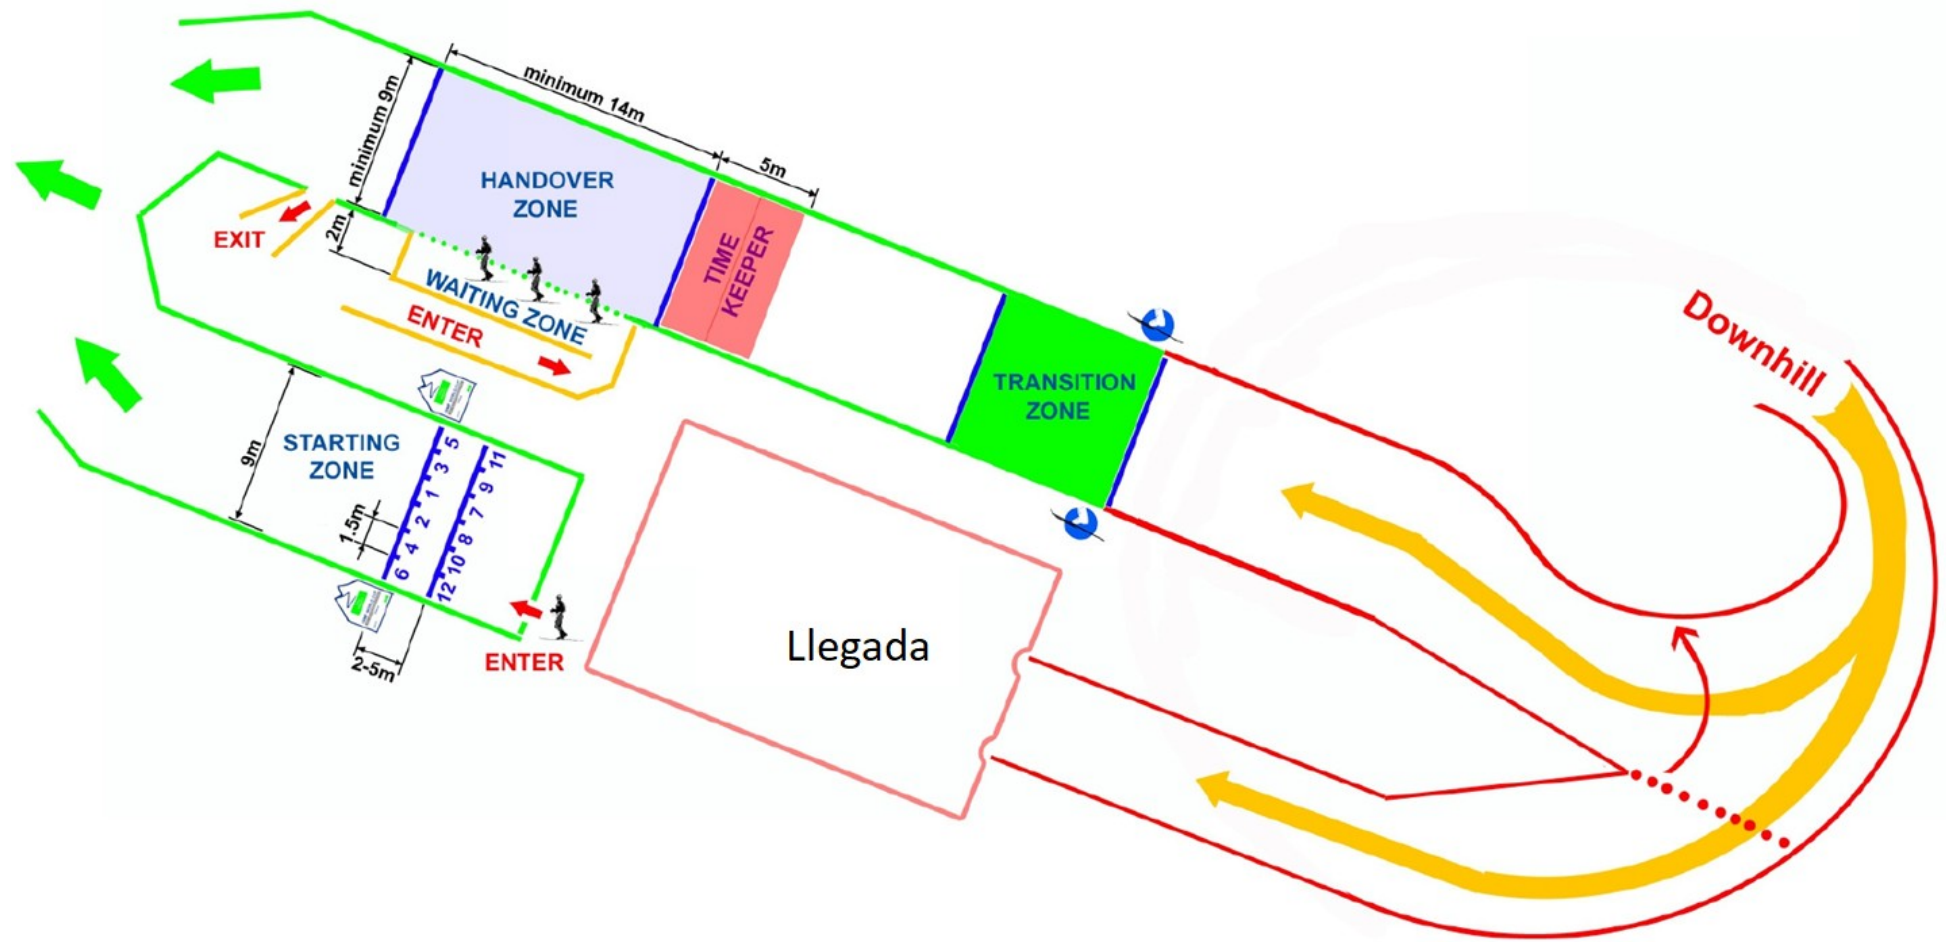 minimum 14m
minimum 9m
5m
HANDOVER
ZONE
TIME
KEEPER
2m
EXIT
WAITING ZONE
ENTER
TRANSITION
ZONE
Downhill
STARTING
ZONE
9m
1.5m
5
3
1
2
4
6
11
9
7
8
10
12
2-5m
ENTER
Llegada